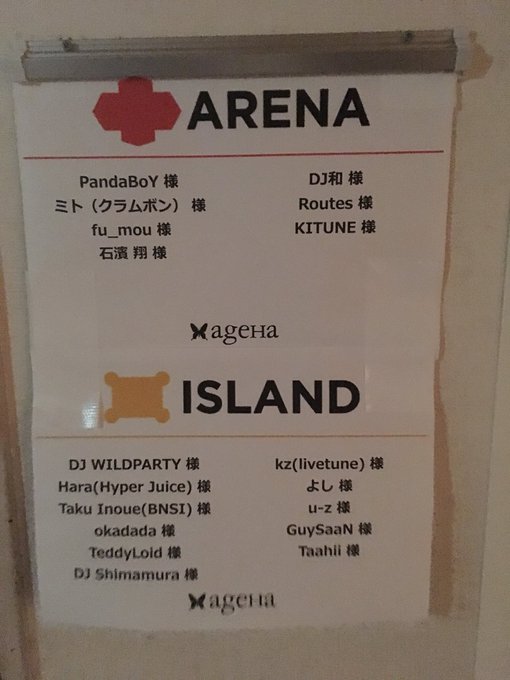 ARENA
PandaBoY 様
ミト（クラムボン） 様
fu_mou 様
石濱 翔 様
DJ和 様
Routes 様
KITUNE 様
ageHa
ISLAND
DJ WILDPARTY 様
Hara(Hyper Juice) 様
Taku Inoue(BNSI) 様
okadada 様
TeddyLoid 様
DJ Shimamura 様
kz(livetune) 様
よし 様
u-z 様
GuySaaN 様
Taahii 様
ageHa